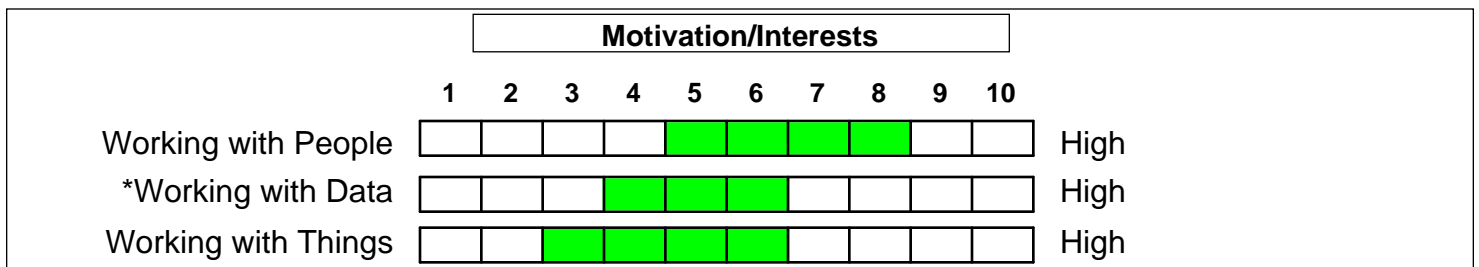 Motivation/Interests
1 2 3 4 5 6 7 8 9 10
Working with People High
*Working with Data High
Working with Things High